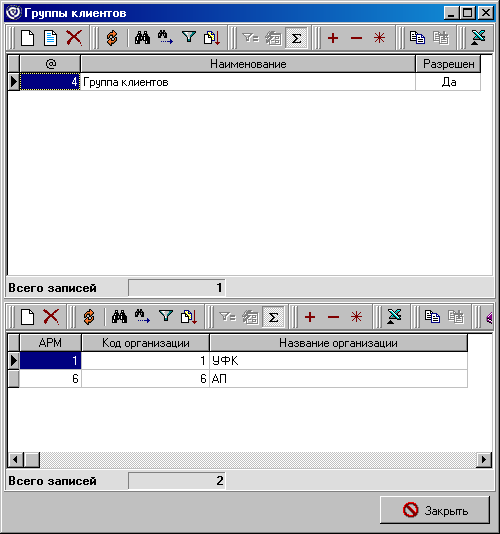 Группы клиентов
@ Наименование Разрешен
4 Группа клиентов Да
Всего записей 1
АРМ Код организации Название организации
1 1 УФК
6 6 АП
Всего записей 2
Закрыть